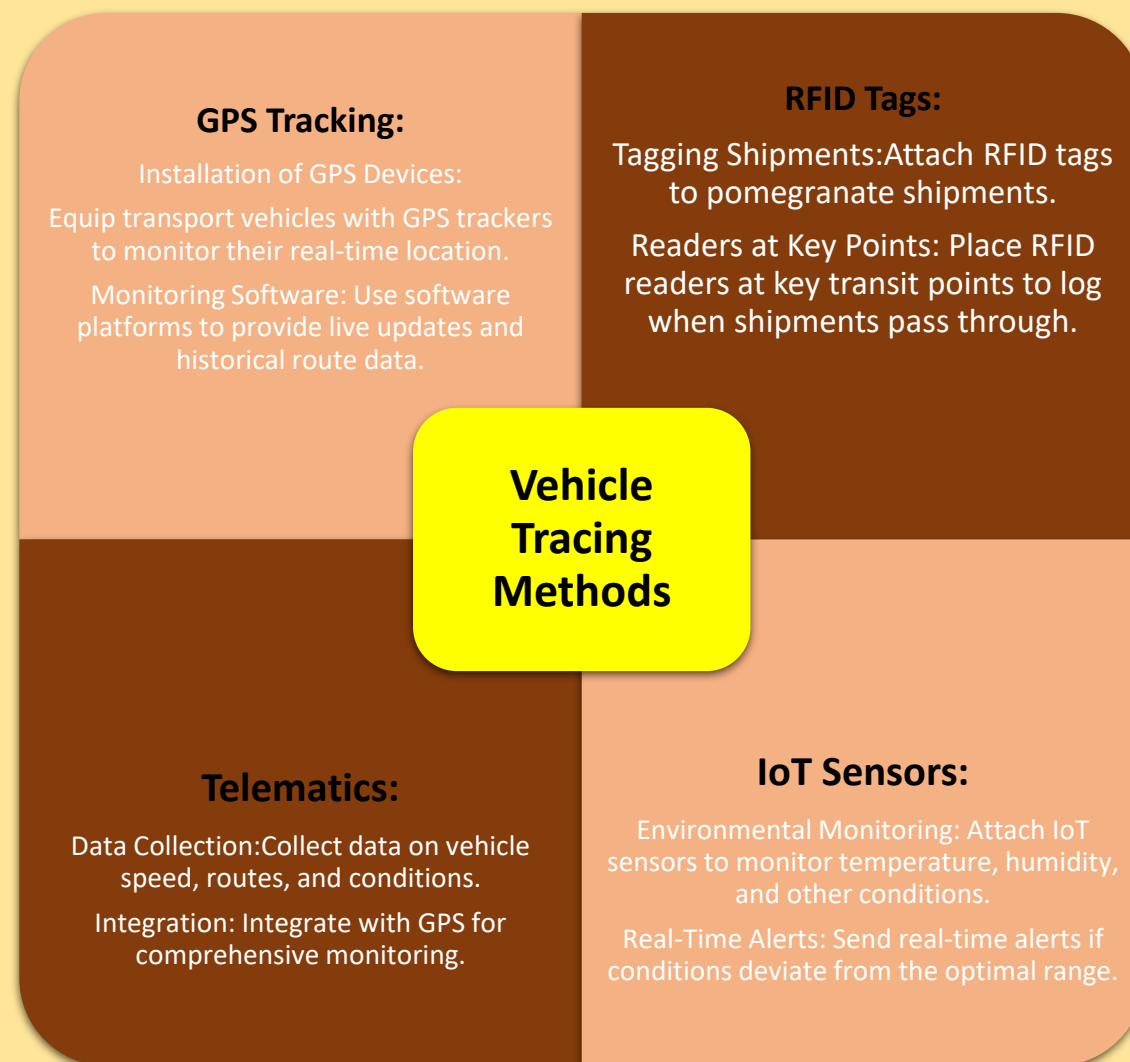 GPS Tracking:
Installation of GPS Devices:
Equip transport vehicles with GPS trackers
to monitor their real-time location.
Monitoring Software: Use software
platforms to provide live updates and
historical route data.
RFID Tags:
Tagging Shipments:Attach RFID tags
to pomegranate shipments.
Readers at Key Points: Place RFID
readers at key transit points to log
when shipments pass through.
Vehicle
Tracing
Methods
Telematics:
Data Collection:Collect data on vehicle
speed, routes, and conditions.
Integration: Integrate with GPS for
comprehensive monitoring.
IoT Sensors:
Environmental Monitoring: Attach IoT
sensors to monitor temperature, humidity,
and other conditions.
Real-Time Alerts: Send real-time alerts if
conditions deviate from the optimal range.